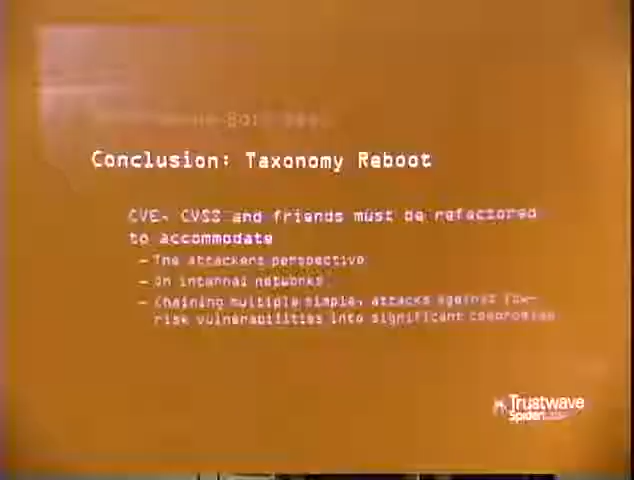 Conclusion: Taxonomy Reboot
CVE, CVSS and friends must be refactored
to accommodate
– The attackers perspective
– On internal networks
– Chaining multiple simple, attacks against low-
risk vulnerabilities into significant compromise
Trustwave
Spider